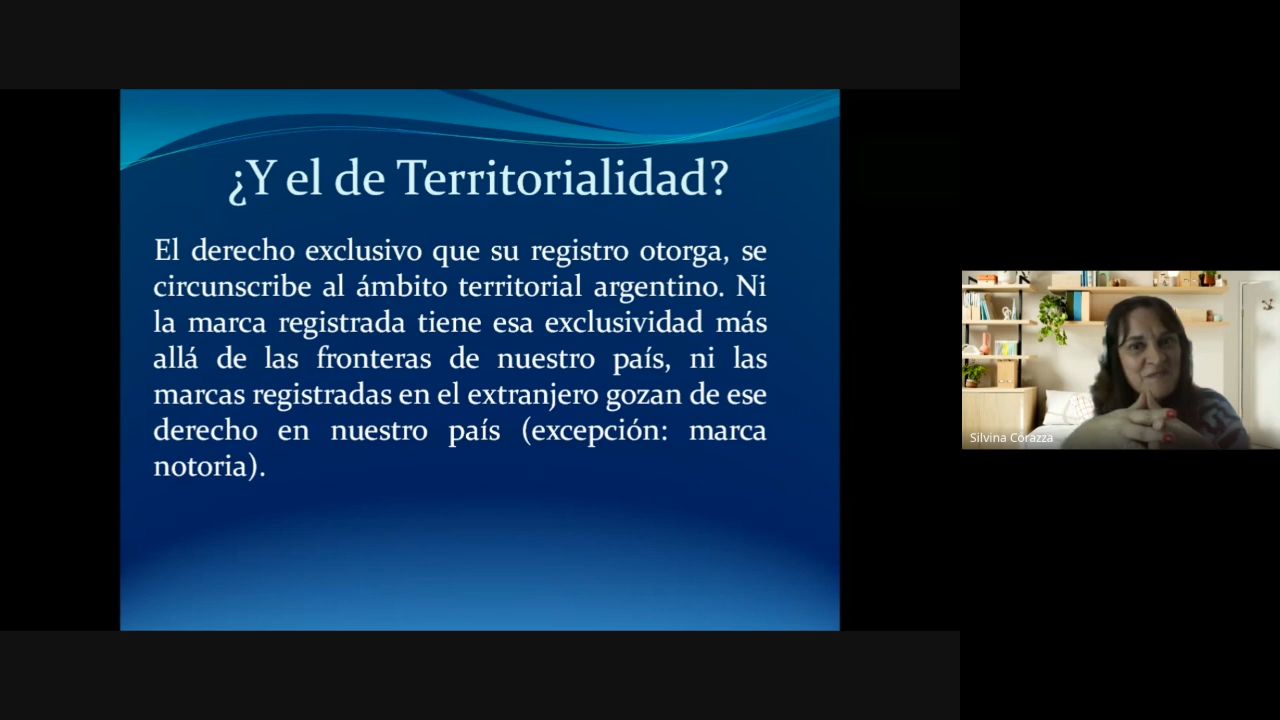 ¿Y el de Territorialidad?
El derecho exclusivo que su registro otorga, se
circunscribe al ámbito territorial argentino. Ni
la marca registrada tiene esa exclusividad más
allá de las fronteras de nuestro país, ni las
marcas registradas en el extranjero gozan de ese
derecho en nuestro país (excepción: marca
notoria).
Silvina Corazza